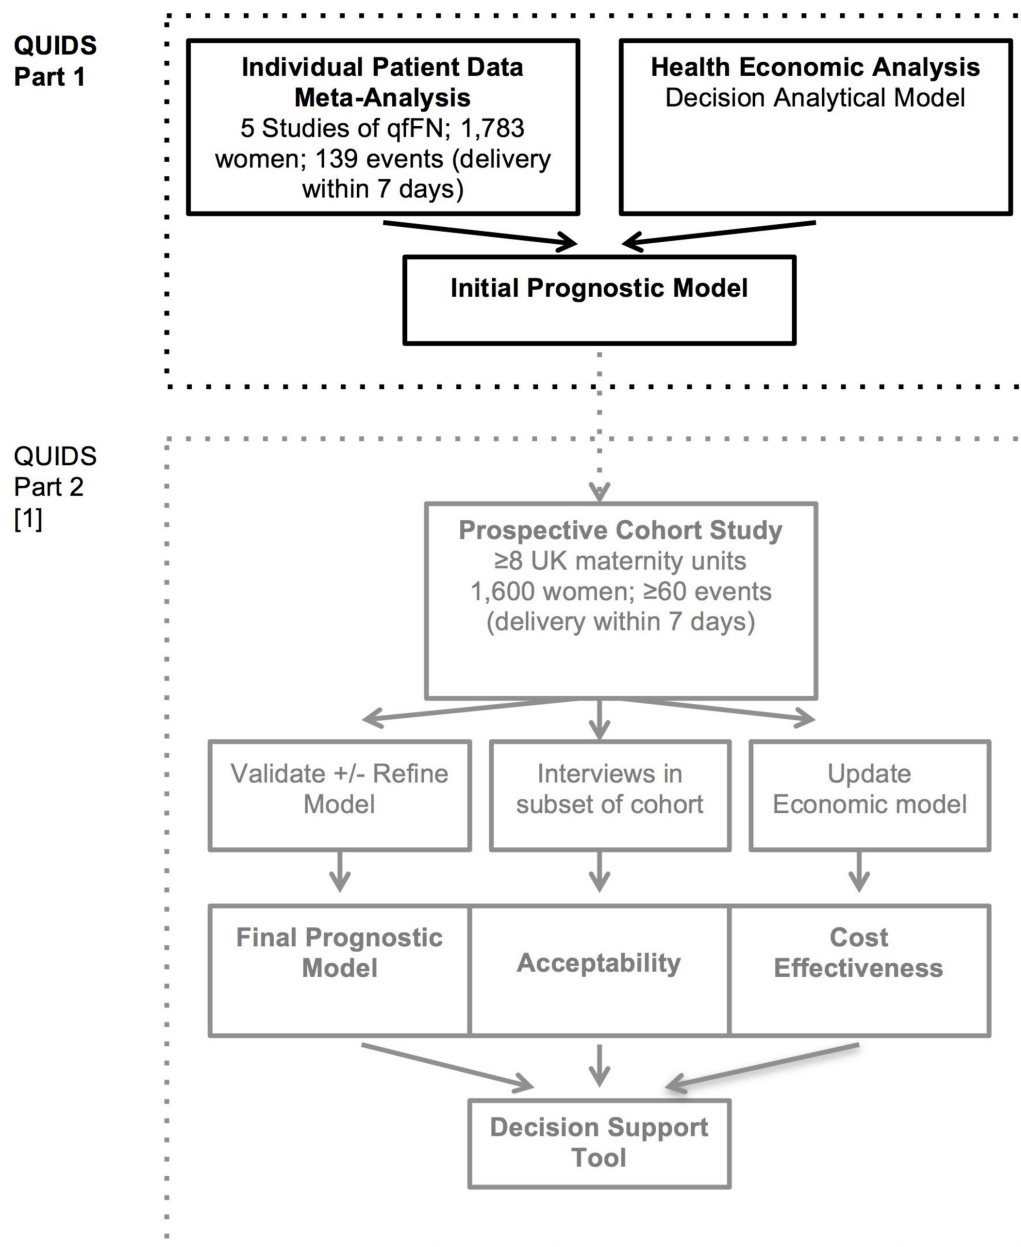 QUIDS
Part 1
Individual Patient Data
Meta-Analysis
5 Studies of qfFN; 1,783
women; 139 events (delivery
within 7 days)
Health Economic Analysis
Decision Analytical Model
Initial Prognostic Model
QUIDS
Part 2
[1]
Prospective Cohort Study
≥8 UK maternity units
1,600 women; ≥60 events
(delivery within 7 days)
Validate +/- Refine
Model
Interviews in
subset of cohort
Update
Economic model
Final Prognostic
Model
Acceptability
Cost
Effectiveness
Decision Support
Tool